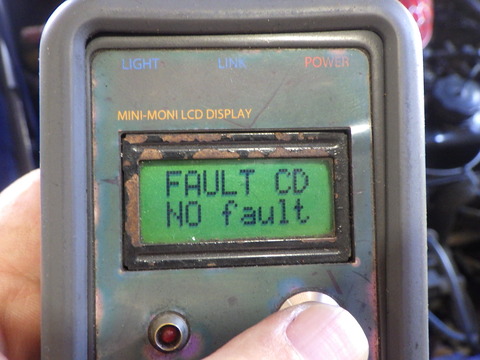 LIGHT LINK POWER
MINI-MONI LCD DISPLAY
FAULT CD
NO fault